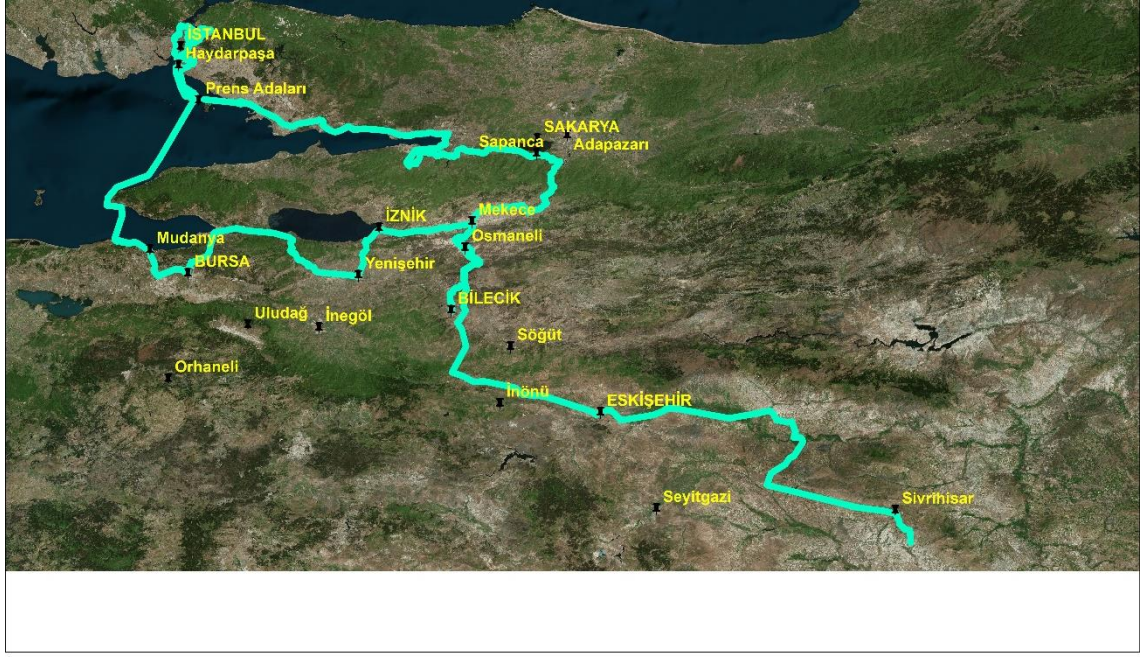 İSTANBUL
Haydarpaşa
Prens Adaları
SAKARYA
Sapanca
Adapazarı
İZNİK
Mekece
Mudanya
Osmaneli
BURSA
Yenişehir
BİLECİK
Uludağ
İnegöl
Söğüt
Orhaneli
İnönü
ESKİŞEHİR
Seyitgazi
Sivrihisar